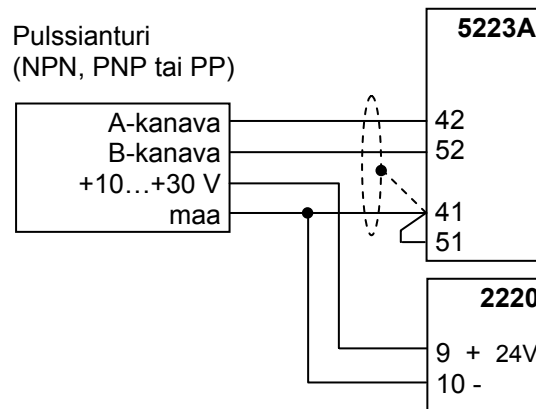 5223A
Pulssianturi
(NPN, PNP tai PP)
A-kanava
42
B-kanava
52
+10...+30 V
maa
41
51
2220
9 + 24V
10 -